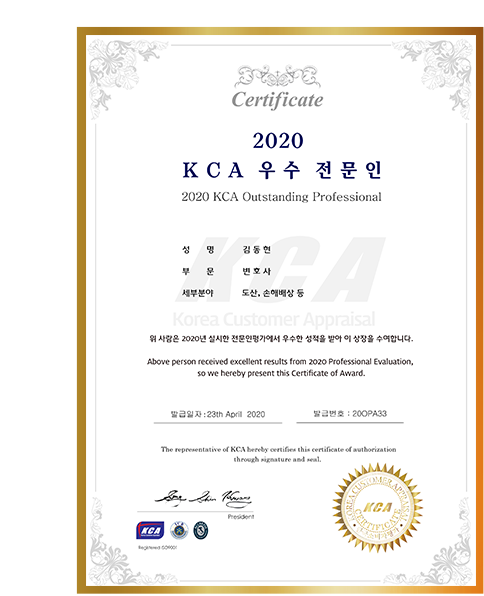 Certificate
2020
KCA 우수 전문인
2020 KCA Outstanding Professional
성 명 김동현
부 문 변호사
세부분야 도산, 손해배상 등
KCA
Korea Customer Appraisal
위 사람은 2020년 실시한 전문인평가에서 우수한 성적을 받아 이 상장을 수여합니다.
Above person received excellent results from 2020 Professional Evaluation,
so we hereby present this Certificate of Award.
발급일자 : 23th April 2020 발급번호 : 20OPA33
The representative of KCA hereby certifies this certificate of authorization
through signature and seal.
President
KCA
Registered ISO9001
KOREA CUSTOMER APPRAISAL
KCA
CERTIFICATE